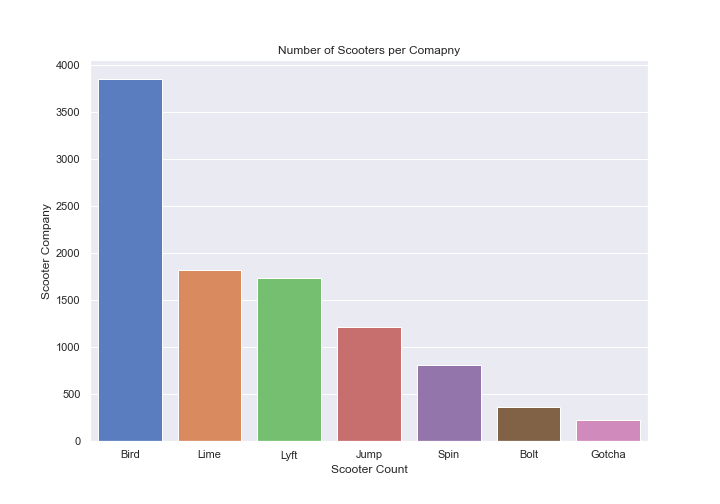 Number of Scooters per Comapny
4000
3500
3000
2500
2000
1500
1000
500
0
Scooter Company
Bird Lime Lyft Jump Spin Bolt Gotcha
Scooter Count